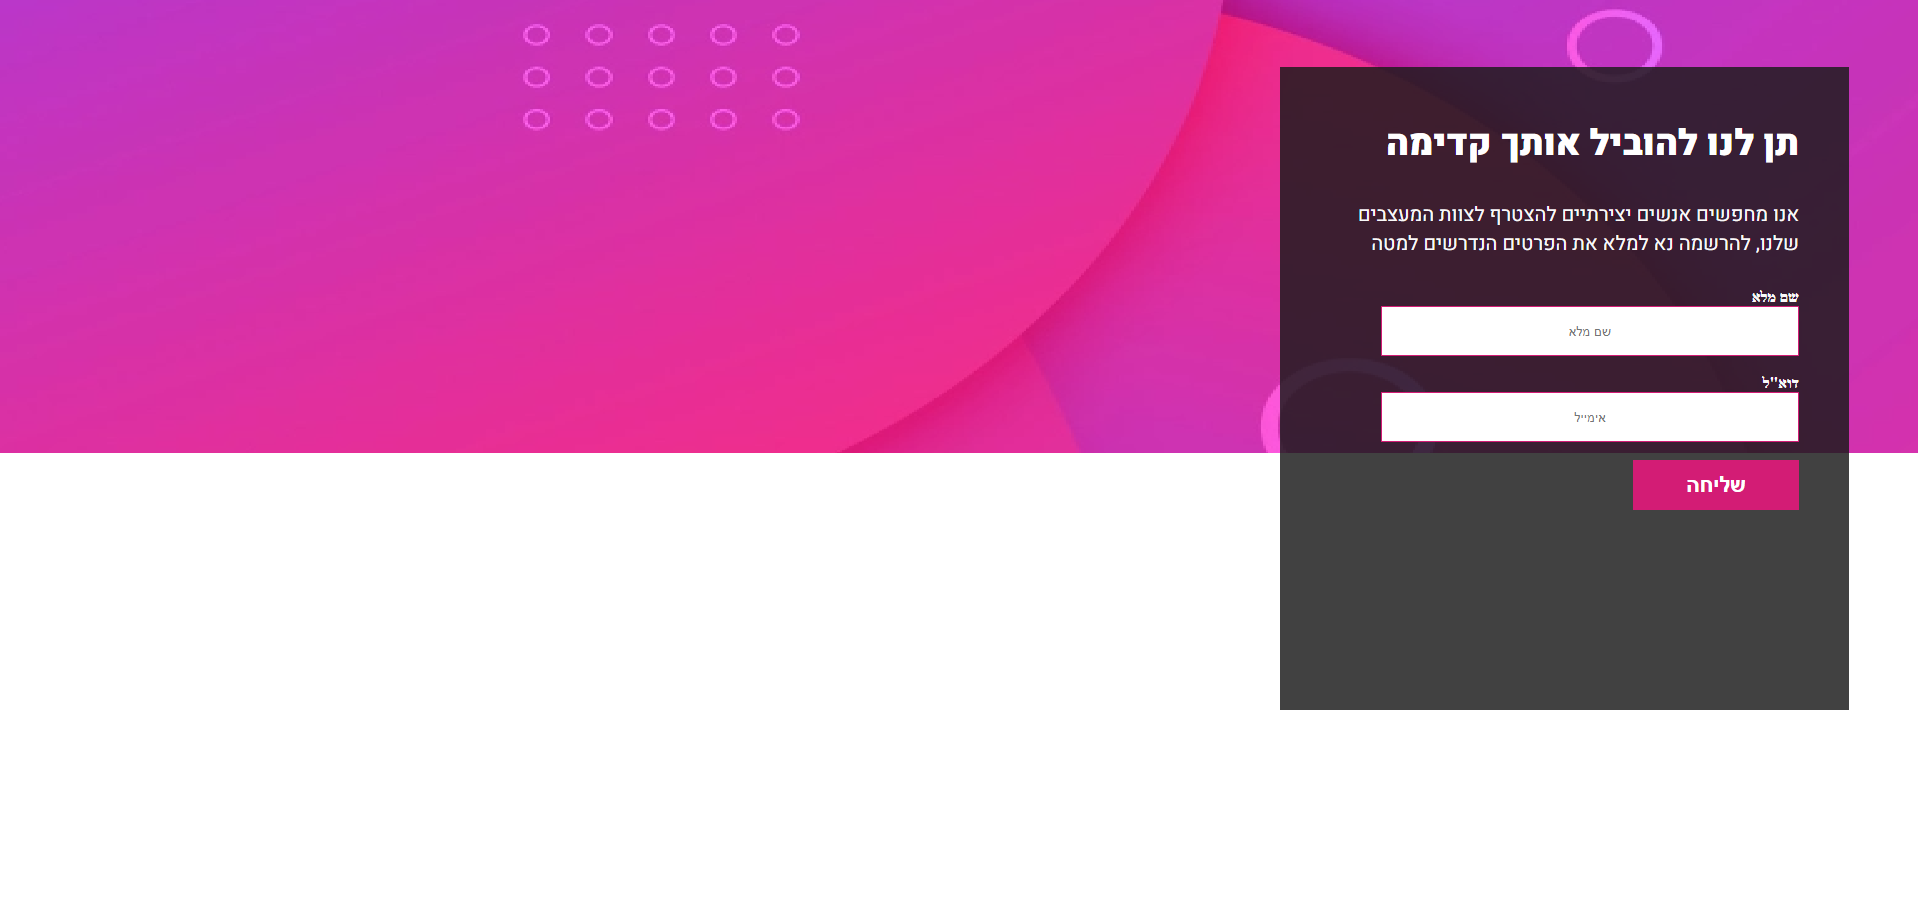 תן לנו להוביל אותך קדימה
אנו מחפשים אנשים יצירתיים להצטרף לצוות המעצבים
שלנו, להרשמה נא למלא את הפרטים הנדרשים למטה
שם מלא
שם מלא
דוא"ל
אימייל
שליחה